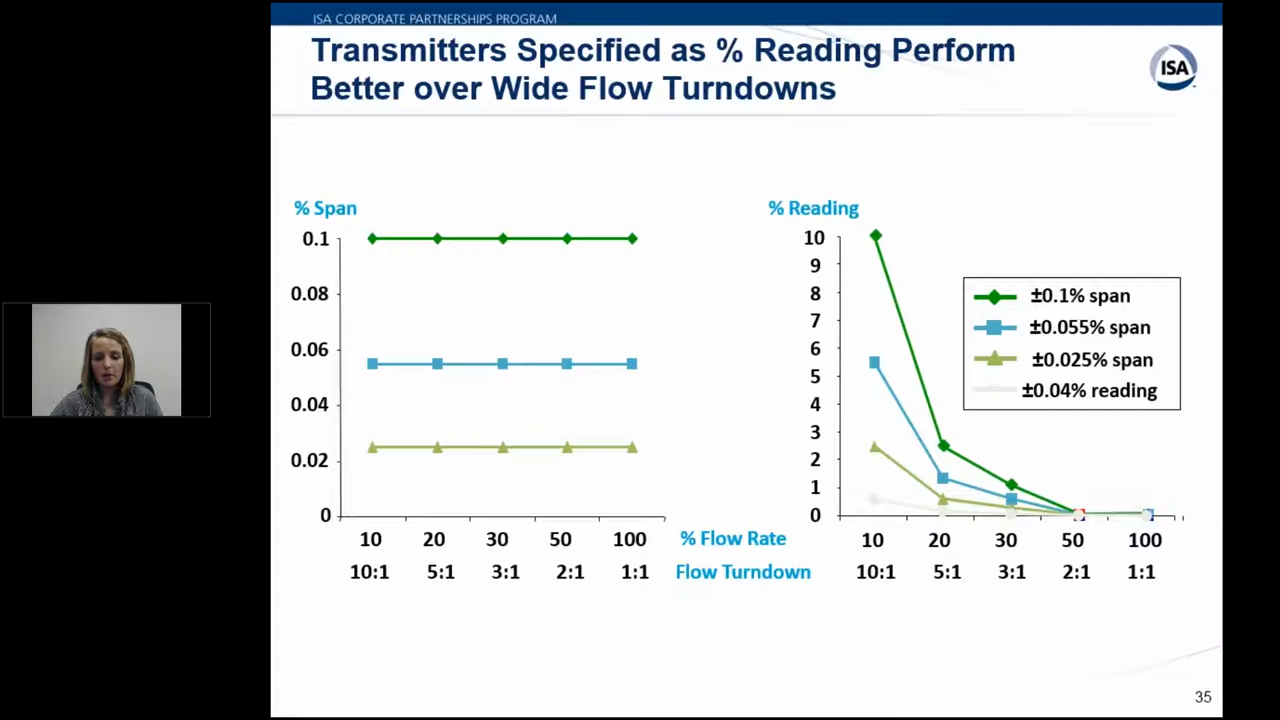 ISA CORPORATE PARTNERSHIPS PROGRAM
Transmitters Specified as % Reading Perform
Better over Wide Flow Turndowns
ISA
% Span
0.1
0.08
0.06
0.04
0.02
0
10 20 30 50 100
10:1 5:1 3:1 2:1 1:1
% Flow Rate
Flow Turndown
% Reading
10
9
8
7
6
5
4
3
2
1
0
10 20 30 50 100
10:1 5:1 3:1 2:1 1:1
±0.1% span
±0.055% span
±0.025% span
±0.04% reading
35